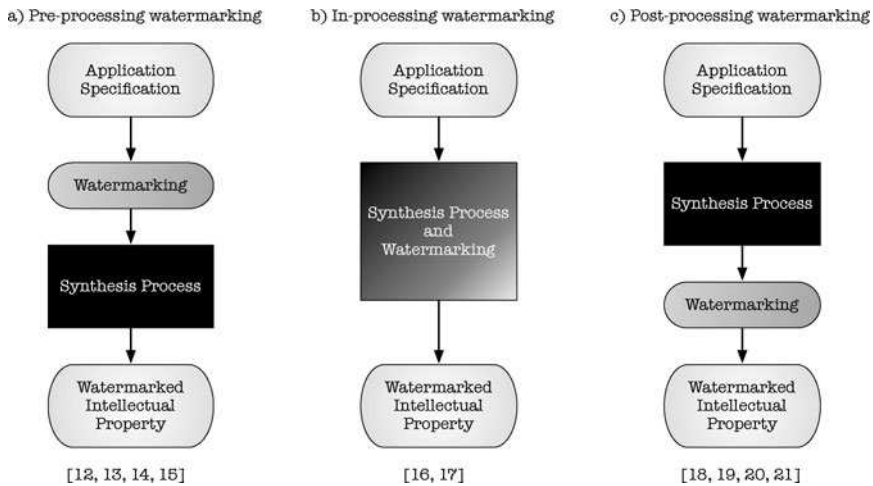 a) Pre-processing watermarking
Application
Specification
Watermarking
Synthesis Process
Watermarked
Intellectual
Property
[12, 13, 14, 15]
b) In-processing watermarking
Application
Specification
Synthesis Process
and
Watermarking
Watermarked
Intellectual
Property
[16, 17]
c) Post-processing watermarking
Application
Specification
Synthesis Process
Watermarking
Watermarked
Intellectual
Property
[18, 19, 20, 21]